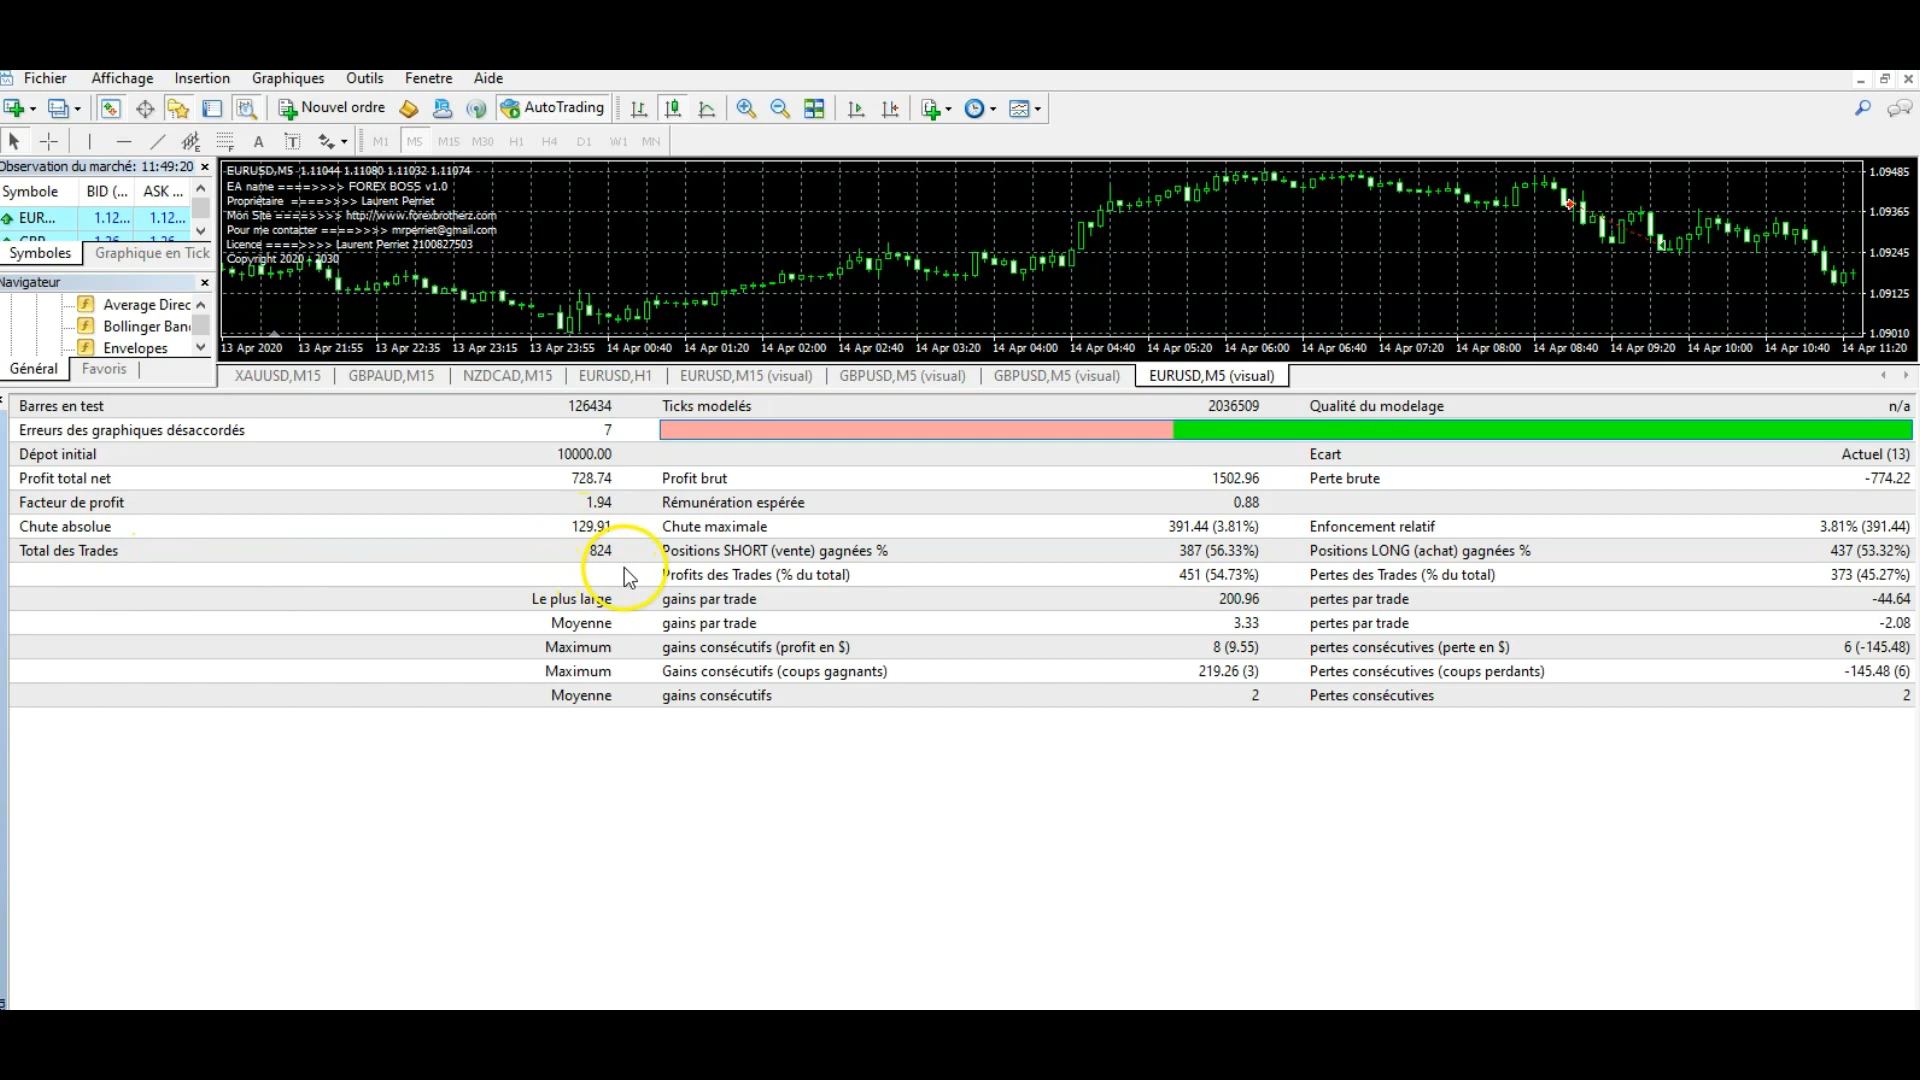 Fichier Affichage Insertion Graphiques Outils Fenetre Aide
Nouvel ordre AutoTrading
A T M1 M5 M15 M30 H1 H4 D1 W1 MN
Observation du marché: 11:49:20
Symbole BID (... ASK ...
EUR... 1.12... 1.12...
Symboles Graphique en Tick
Navigateur
Average Direc
Bollinger Ban
Envelopes
Général Favoris
EURUSD,M5 1.11044 1.11080 1.11032 1.11074
EA name ====>>>> FOREX BOSS v1.0
Propriétaire ====>>>> Laurent Perriet
Mon Site ====>>>> http://www.forexbrotherz.com
Pour me contacter ====>>>> mrperriet@gmail.com
Licence ====>>>> Laurent Perriet 2100827503
Copyright 2020 - 2030
1.09485
1.09365
1.09245
1.09125
1.09010
13 Apr 2020 13 Apr 21:55 13 Apr 22:35 13 Apr 23:15 13 Apr 23:55 14 Apr 00:40 14 Apr 01:20 14 Apr 02:00 14 Apr 02:40 14 Apr 03:20 14 Apr 04:00 14 Apr 04:40 14 Apr 05:20 14 Apr 06:00 14 Apr 06:40 14 Apr 07:20 14 Apr 08:00 14 Apr 08:40 14 Apr 09:20 14 Apr 10:00 14 Apr 10:40 14 Apr 11:20
XAUUSD,M15 GBPAUD,M15 NZDCAD,M15 EURUSD,H1 EURUSD,M15 (visual) GBPUSD,M5 (visual) GBPUSD,M5 (visual) EURUSD,M5 (visual)
Barres en test 126434 Ticks modelés 2036509 Qualité du modelage n/a
Erreurs des graphiques désaccordés 7
Dépot initial 10000.00 Ecart Actuel (13)
Profit total net 728.74 Profit brut 1502.96 Perte brute -774.22
Facteur de profit 1.94 Rémunération espérée 0.88
Chute absolue 129.91 Chute maximale 391.44 (3.81%) Enfoncement relatif 3.81% (391.44)
Total des Trades 824 Positions SHORT (vente) gagnées % 387 (56.33%) Positions LONG (achat) gagnées % 437 (53.32%)
Profits des Trades (% du total) 451 (54.73%) Pertes des Trades (% du total) 373 (45.27%)
Le plus large gains par trade 200.96 pertes par trade -44.64
Moyenne gains par trade 3.33 pertes par trade -2.08
Maximum gains consécutifs (profit en $) 8 (9.55) pertes consécutives (perte en $) 6 (-145.48)
Maximum Gains consécutifs (coups gagnants) 219.26 (3) Pertes consécutives (coups perdants) -145.48 (6)
Moyenne gains consécutifs 2 Pertes consécutives 2